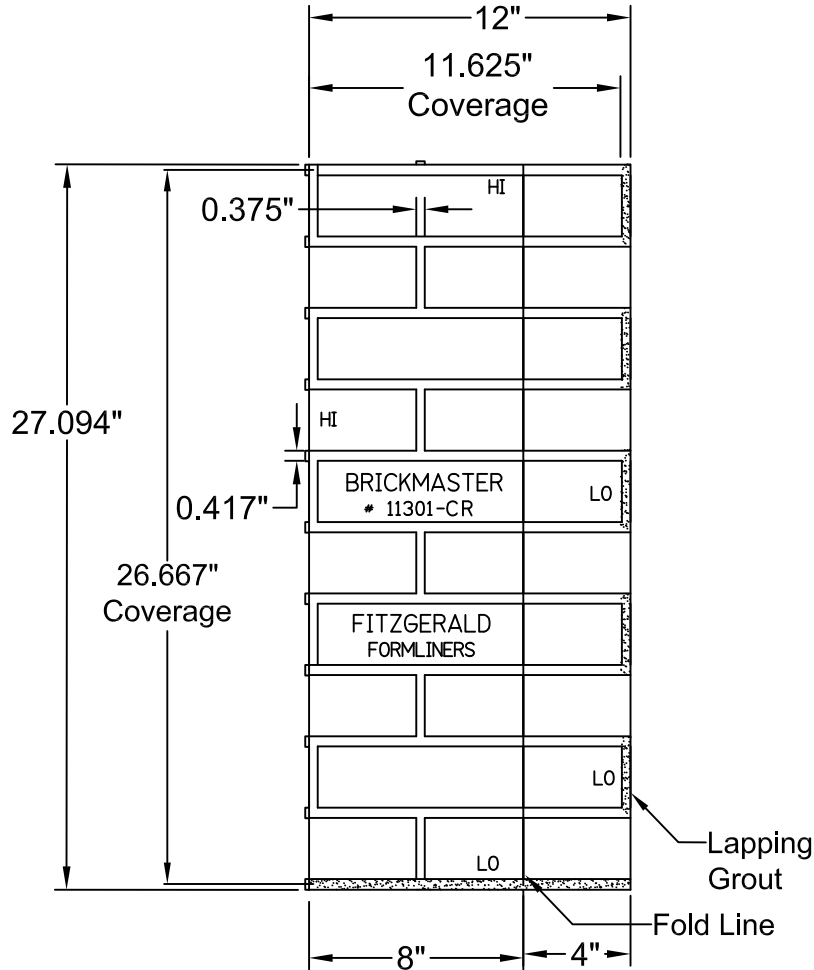 12"
11.625"
Coverage
HI
0.375"
27.094"
HI
BRICKMASTER
# 11301-CR
LO
0.417"
26.667"
Coverage
FITZGERALD
FORMLINERS
LO
Lapping
Grout
LO
Fold Line
8"
4"